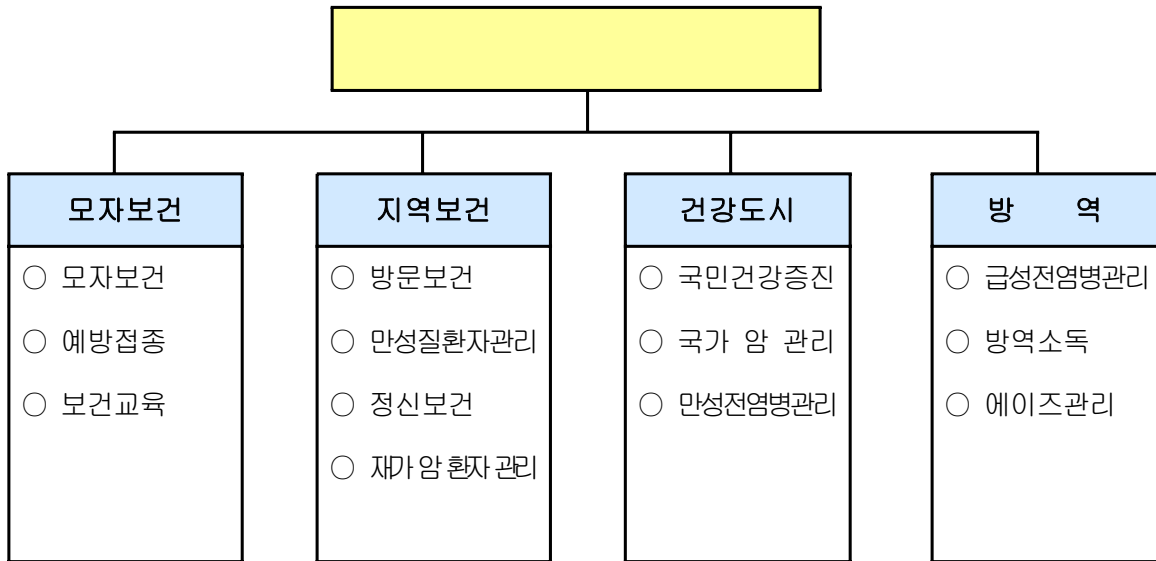 모자보건
○ 모자보건
○ 예방접종
○ 보건교육
지역보건
○ 방문보건
○ 만성질환자관리
○ 정신보건
○ 재가 암 환자 관리
건강도시
○ 국민건강증진
○ 국가 암 관리
○ 만성전염병관리
방 역
○ 급성전염병관리
○ 방역소독
○ 에이즈관리